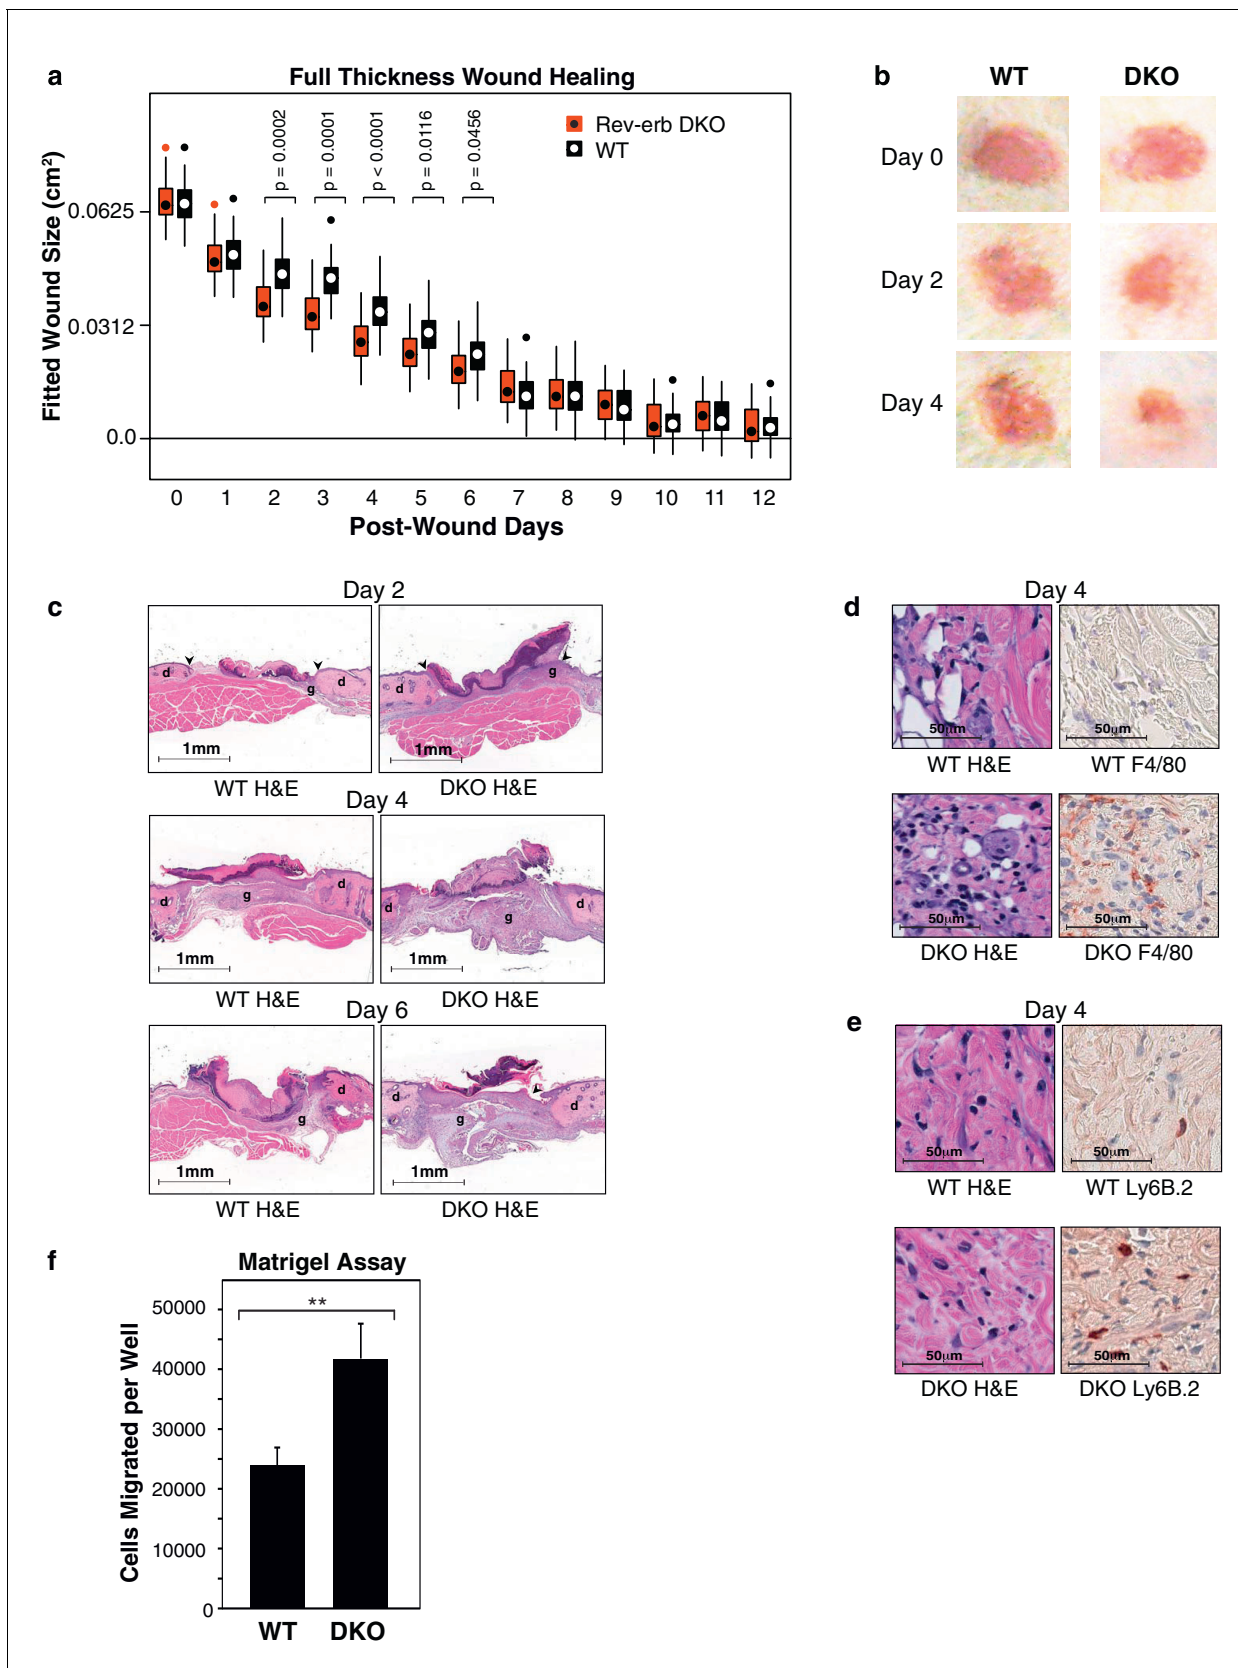 a
Full Thickness Wound Healing
Fitted Wound Size (cm²)
0.0625
0.0312
0.0
p = 0.0002
p = 0.0001
p < 0.0001
p = 0.0116
p = 0.0456
Rev-erb DKO
WT
0 1 2 3 4 5 6 7 8 9 10 11 12
Post-Wound Days
b
WT DKO
Day 0
Day 2
Day 4
c
Day 2
d g d
1mm
WT H&E
d g
1mm
DKO H&E
Day 4
d g d
1mm
WT H&E
d g d
1mm
DKO H&E
Day 6
d g
1mm
WT H&E
d g d
1mm
DKO H&E
d
Day 4
50µm
WT H&E
50µm
WT F4/80
50µm
DKO H&E
50µm
DKO F4/80
e
Day 4
50µm
WT H&E
50µm
WT Ly6B.2
50µm
DKO H&E
50µm
DKO Ly6B.2
f
Matrigel Assay
Cells Migrated per Well
50000
40000
30000
20000
10000
0
**
WT DKO